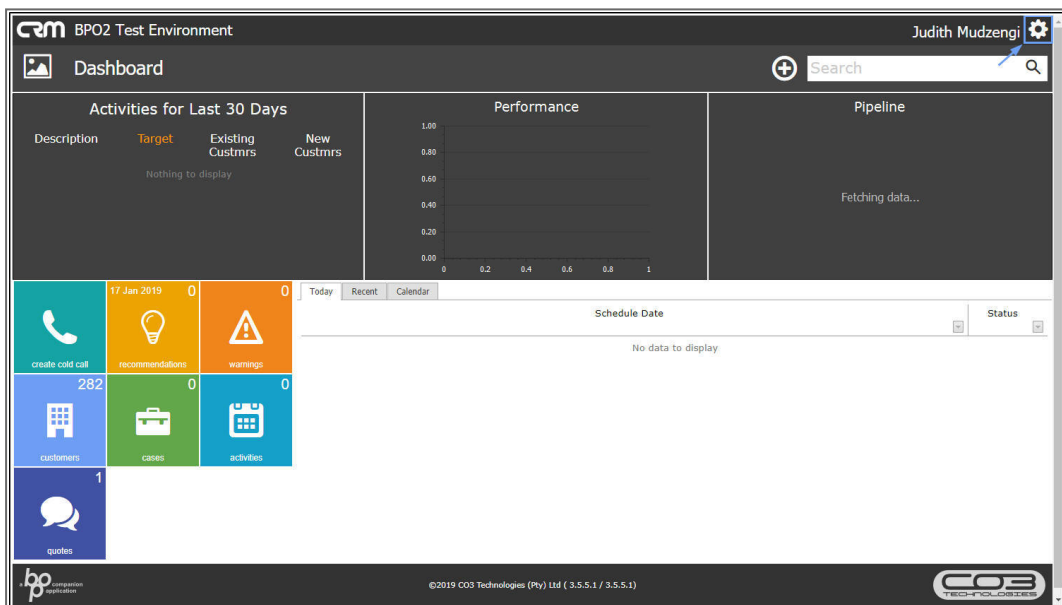 CRM BPO2 Test Environment
Judith Mudzengi
Dashboard
Search
Activities for Last 30 Days
Description Target Existing Custmrs New Custmrs
Nothing to display
Performance
1.00
0.80
0.60
0.40
0.20
0.00
0 0.2 0.4 0.6 0.8 1
Pipeline
Fetching data...
create cold call
17 Jan 2019 0
recommendations
0
warnings
282
customers
0
cases
0
activities
1
quotes
Today Recent Calendar
Schedule Date Status
No data to display
a bpo companion application
©2019 CO3 Technologies (Pty) Ltd ( 3.5.5.1 / 3.5.5.1)
CO3
TECHNOLOGIES